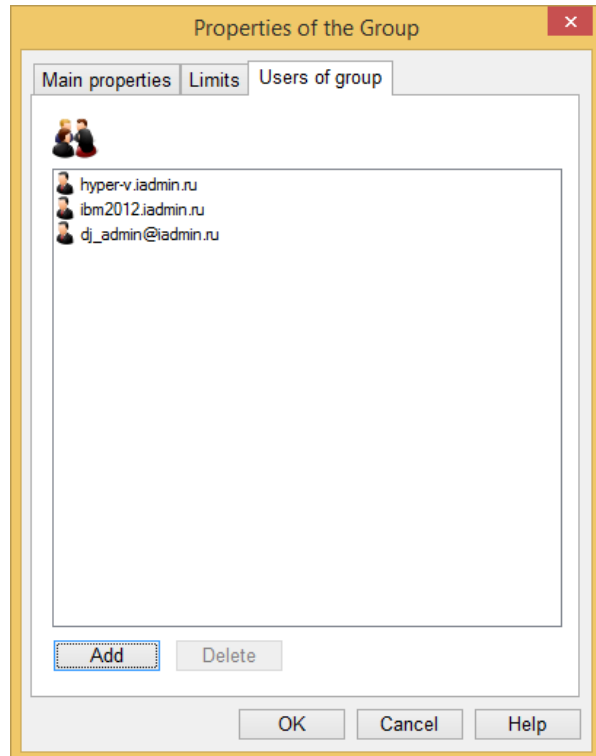 Properties of the Group
Main properties Limits Users of group
hyper-v.iadmin.ru
ibm2012.iadmin.ru
dj_admin@iadmin.ru
Add Delete
OK Cancel Help